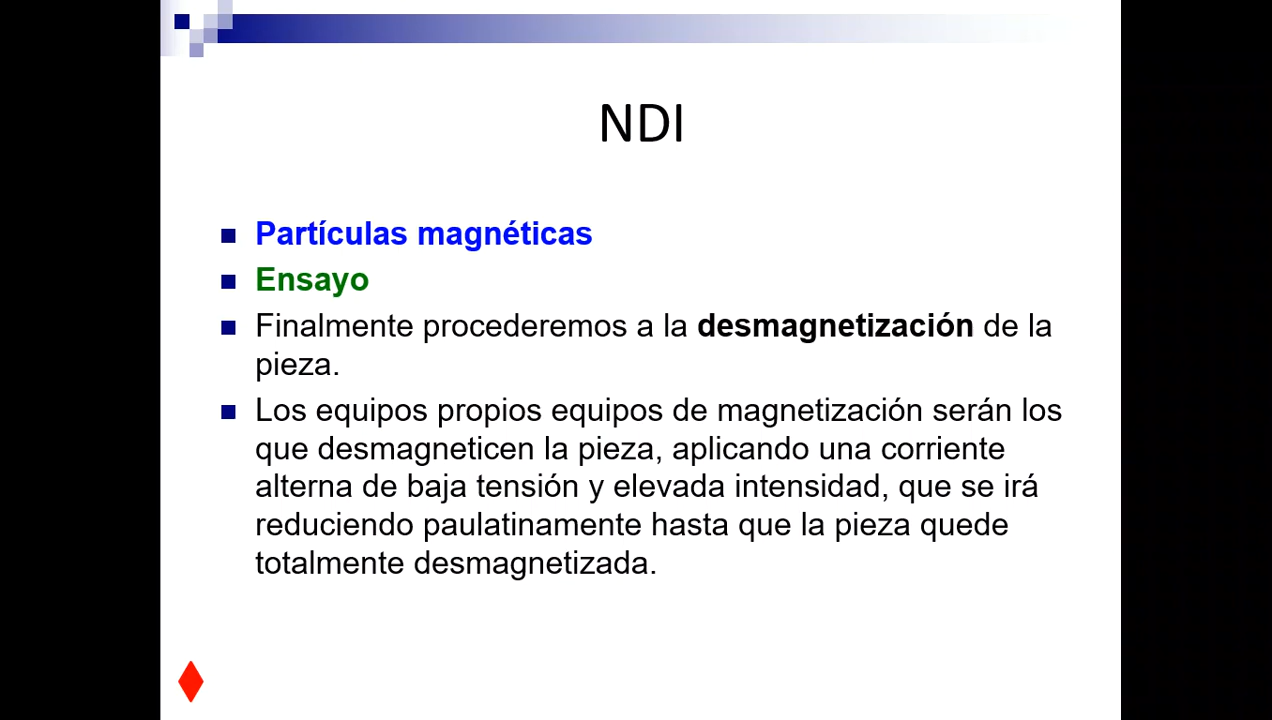 NDI
Partículas magnéticas
Ensayo
Finalmente procederemos a la desmagnetización de la
pieza.
Los equipos propios equipos de magnetización serán los
que desmagneticen la pieza, aplicando una corriente
alterna de baja tensión y elevada intensidad, que se irá
reduciendo paulatinamente hasta que la pieza quede
totalmente desmagnetizada.